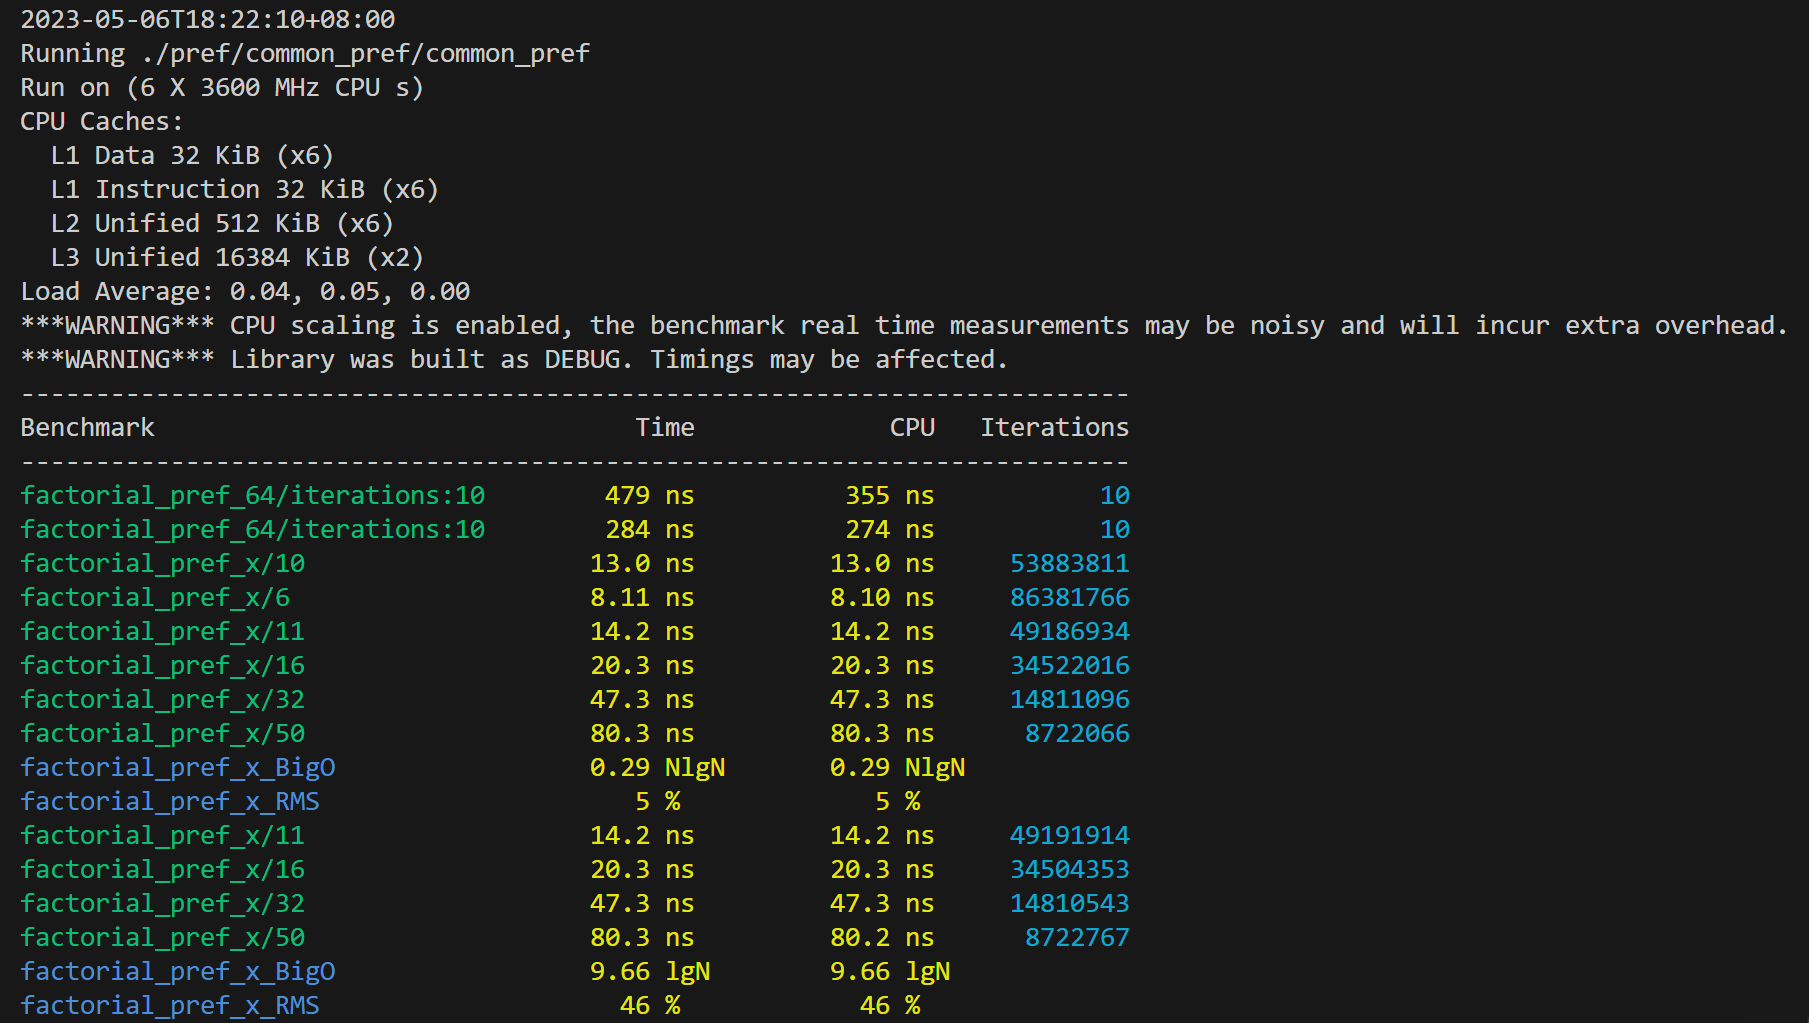 2023-05-06T18:22:10+08:00
Running ./pref/common_pref/common_pref
Run on (6 X 3600 MHz CPU s)
CPU Caches:
  L1 Data 32 KiB (x6)
  L1 Instruction 32 KiB (x6)
  L2 Unified 512 KiB (x6)
  L3 Unified 16384 KiB (x2)
Load Average: 0.04, 0.05, 0.00
***WARNING*** CPU scaling is enabled, the benchmark real time measurements may be noisy and will incur extra overhead.
***WARNING*** Library was built as DEBUG. Timings may be affected.
--------------------------------------------------------------------------
Benchmark                                Time             CPU   Iterations
--------------------------------------------------------------------------
factorial_pref_64/iterations:10        479 ns          355 ns           10
factorial_pref_64/iterations:10        284 ns          274 ns           10
factorial_pref_x/10                   13.0 ns         13.0 ns     53883811
factorial_pref_x/6                    8.11 ns         8.10 ns     86381766
factorial_pref_x/11                   14.2 ns         14.2 ns     49186934
factorial_pref_x/16                   20.3 ns         20.3 ns     34522016
factorial_pref_x/32                   47.3 ns         47.3 ns     14811096
factorial_pref_x/50                   80.3 ns         80.3 ns      8722066
factorial_pref_x_BigO                 0.29 NlgN       0.29 NlgN
factorial_pref_x_RMS                     5 %             5 %
factorial_pref_x/11                   14.2 ns         14.2 ns     49191914
factorial_pref_x/16                   20.3 ns         20.3 ns     34504353
factorial_pref_x/32                   47.3 ns         47.3 ns     14810543
factorial_pref_x/50                   80.3 ns         80.2 ns      8722767
factorial_pref_x_BigO                 9.66 lgN        9.66 lgN
factorial_pref_x_RMS                    46 %            46 %